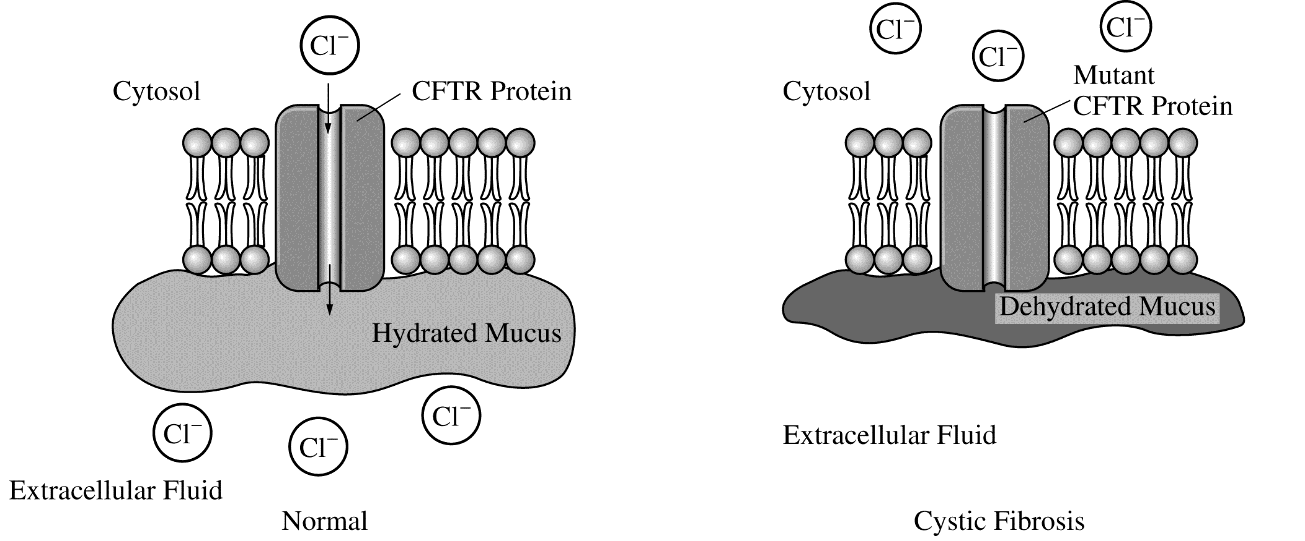 Cl⁻
Cytosol
CFTR Protein
Hydrated Mucus
Cl⁻
Cl⁻
Cl⁻
Extracellular Fluid
Normal
Cl⁻
Cl⁻
Cl⁻
Cytosol
Mutant
CFTR Protein
Dehydrated Mucus
Extracellular Fluid
Cystic Fibrosis